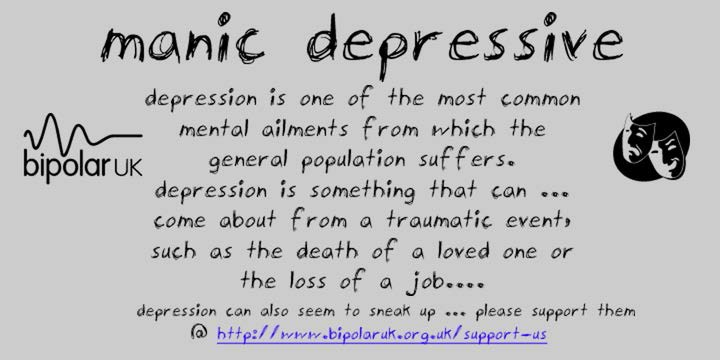 manic depressive
depression is one of the most common
mental ailments from which the
general population suffers.
depression is something that can ...
come about from a traumatic event,
such as the death of a loved one or
the loss of a job....
depression can also seem to sneak up ... please support them
@ http://www.bipolaruk.org.uk/support-us
bipolar UK